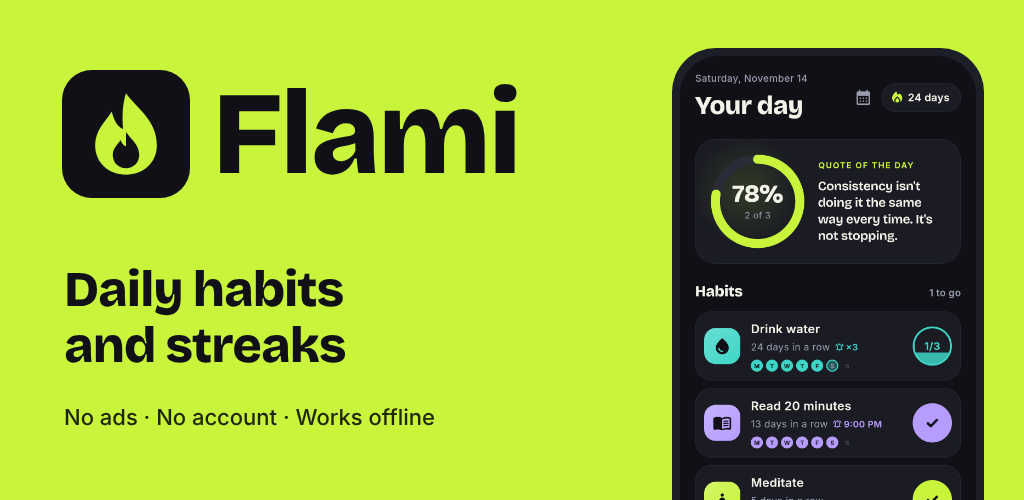 Flami
Daily habits
and streaks
No ads · No account · Works offline
Saturday, November 14
Your day
24 days
78%
2 of 3
QUOTE OF THE DAY
Consistency isn't
doing it the same
way every time. It's
not stopping.
Habits
1 to go
Drink water
24 days in a row ×3
M T W T F S S
1/3
Read 20 minutes
13 days in a row 9:00 PM
M T W T F S S
Meditate